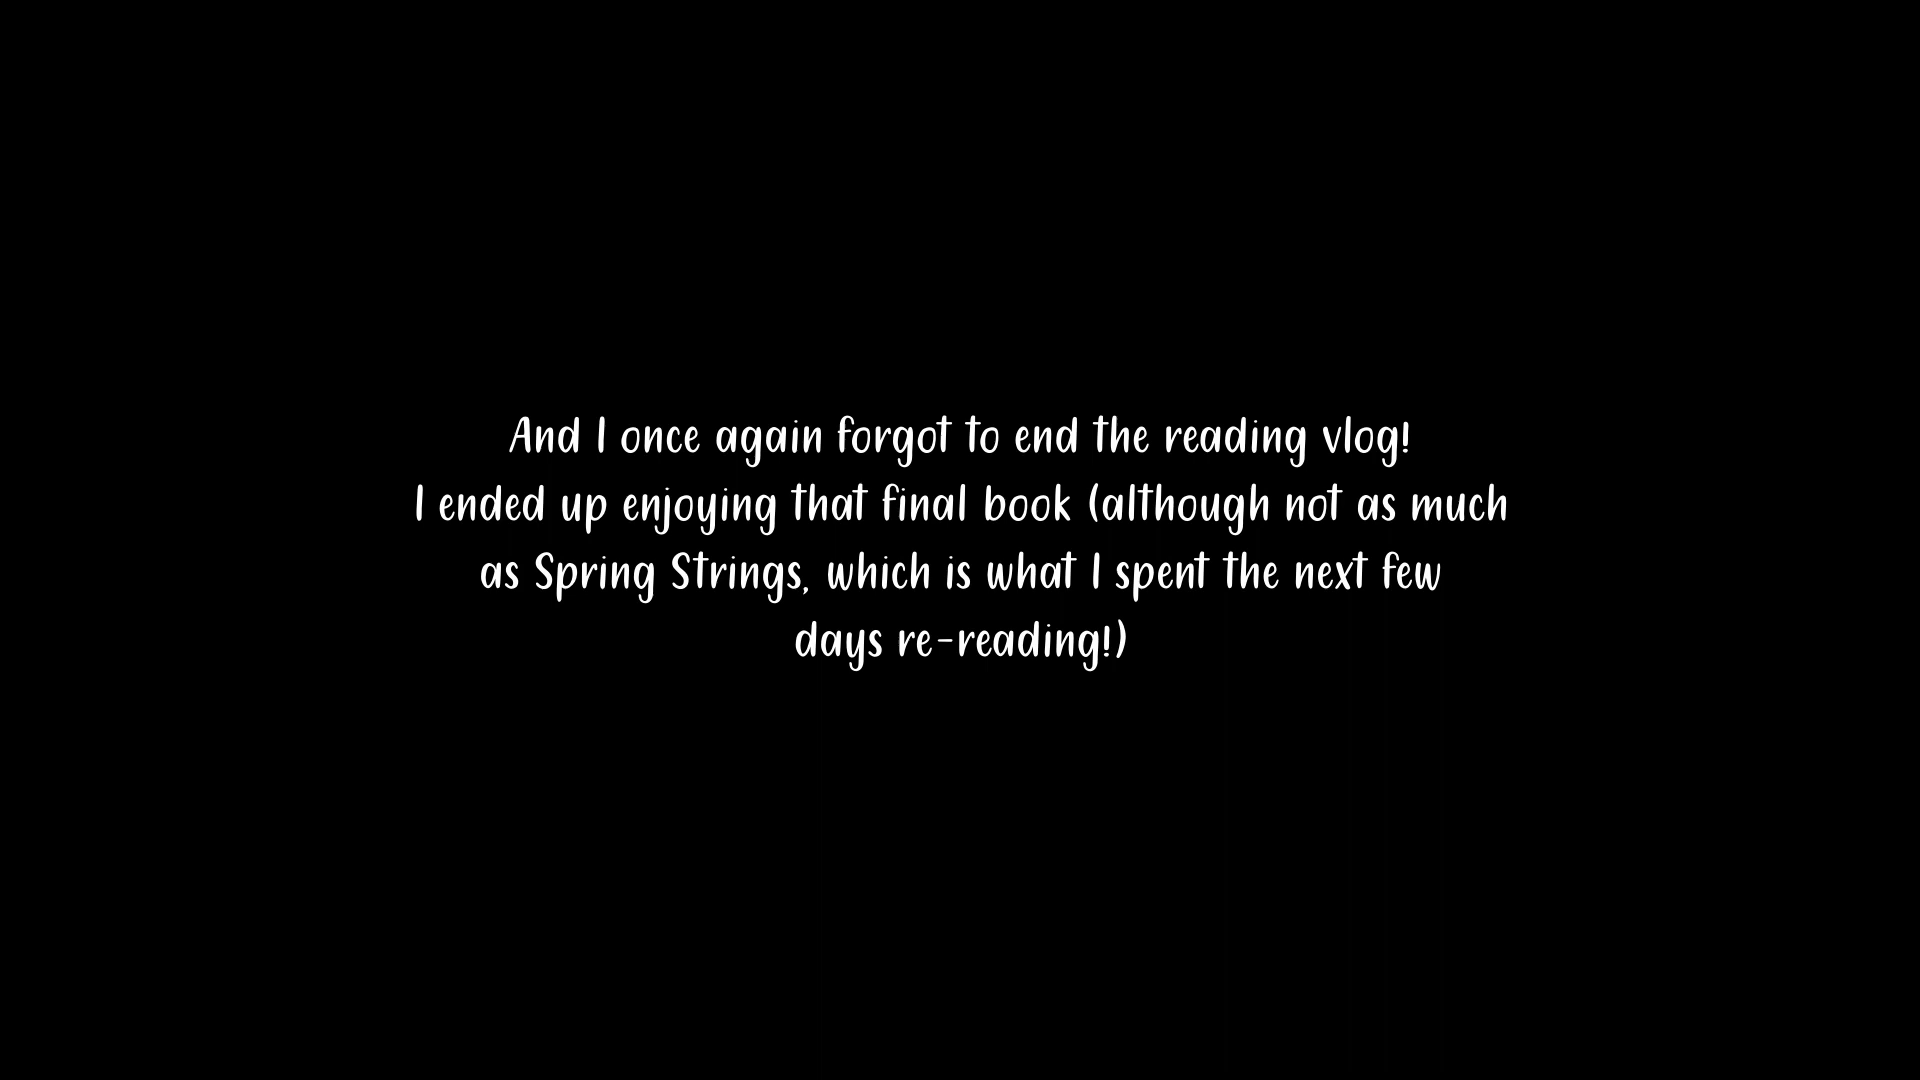 And I once again forgot to end the reading vlog!
I ended up enjoying that final book (although not as much
as Spring Strings, which is what I spent the next few
days re-reading!)